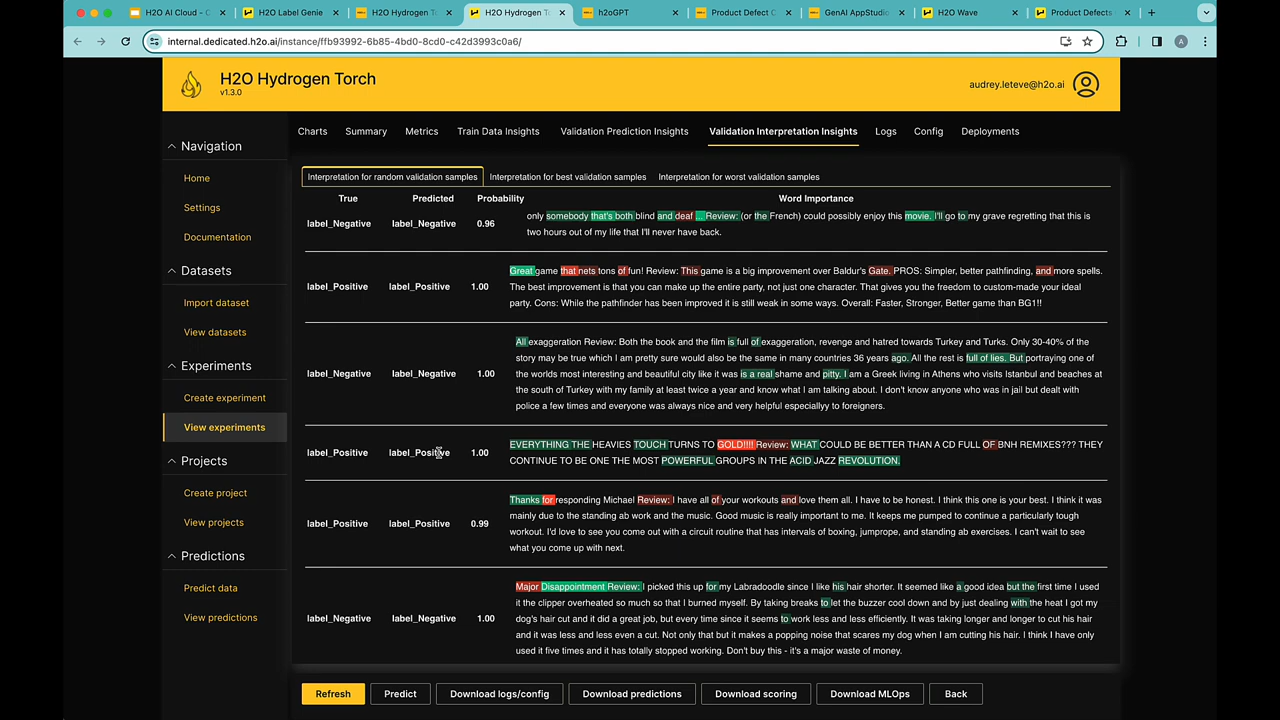 H2O AI Cloud - C
H2O Label Genie
H2O Hydrogen T
H2O Hydrogen To
h2oGPT
Product Defect C
GenAI AppStudio
H2O Wave
Product Defects
internal.dedicated.h2o.ai/instance/ffb93992-6b85-4bd0-8cd0-c42d3993c0a6/
A
H2O Hydrogen Torch
v1.3.0
audrey.leteve@h2o.ai
Navigation
Home
Settings
Documentation
Datasets
Import dataset
View datasets
Experiments
Create experiment
View experiments
Projects
Create project
View projects
Predictions
Predict data
View predictions
Charts Summary Metrics Train Data Insights Validation Prediction Insights Validation Interpretation Insights Logs Config Deployments
Interpretation for random validation samples Interpretation for best validation samples Interpretation for worst validation samples
True Predicted Probability Word Importance
label_Negative label_Negative 0.96
only somebody that's both blind and deaf ... Review: (or the French) could possibly enjoy this movie. I'll go to my grave regretting that this is
two hours out of my life that I'll never have back.
label_Positive label_Positive 1.00
Great game that nets tons of fun! Review: This game is a big improvement over Baldur's Gate. PROS: Simpler, better pathfinding, and more spells.
The best improvement is that you can make up the entire party, not just one character. That gives you the freedom to custom-made your ideal
party. Cons: While the pathfinder has been improved it is still weak in some ways. Overall: Faster, Stronger, Better game than BG1!!
label_Negative label_Negative 1.00
All exaggeration Review: Both the book and the film is full of exaggeration, revenge and hatred towards Turkey and Turks. Only 30-40% of the
story may be true which I am pretty sure would also be the same in many countries 36 years ago. All the rest is full of lies. But portraying one of
the worlds most interesting and beautiful city like it was is a real shame and pitty. I am a Greek living in Athens who visits Istanbul and beaches at
the south of Turkey with my family at least twice a year and know what I am talking about. I don't know anyone who was in jail but dealt with
police a few times and everyone was always nice and very helpful especiallyy to foreigners.
label_Positive label_Positive 1.00
EVERYTHING THE HEAVIES TOUCH TURNS TO GOLD!!!! Review: WHAT COULD BE BETTER THAN A CD FULL OF BNH REMIXES??? THEY
CONTINUE TO BE ONE THE MOST POWERFUL GROUPS IN THE ACID JAZZ REVOLUTION.
label_Positive label_Positive 0.99
Thanks for responding Michael Review: I have all of your workouts and love them all. I have to be honest. I think this one is your best. I think it was
mainly due to the standing ab work and the music. Good music is really important to me. It keeps me pumped to continue a particularly tough
workout. I'd love to see you come out with a circuit routine that has intervals of boxing, jumprope, and standing ab exercises. I can't wait to see
what you come up with next.
label_Negative label_Negative 1.00
Major Disappointment Review: I picked this up for my Labradoodle since I like his hair shorter. It seemed like a good idea but the first time I used
it the clipper overheated so much so that I burned myself. By taking breaks to let the buzzer cool down and by just dealing with the heat I got my
dog's hair cut and it did a great job, but every time since it seems to work less and less efficiently. It was taking longer and longer to cut his hair
and it was less and less even a cut. Not only that but it makes a popping noise that scares my dog when I am cutting his hair. I think I have only
used it five times and it has totally stopped working. Don't buy this - it's a major waste of money.
Refresh Predict Download logs/config Download predictions Download scoring Download MLOps Back